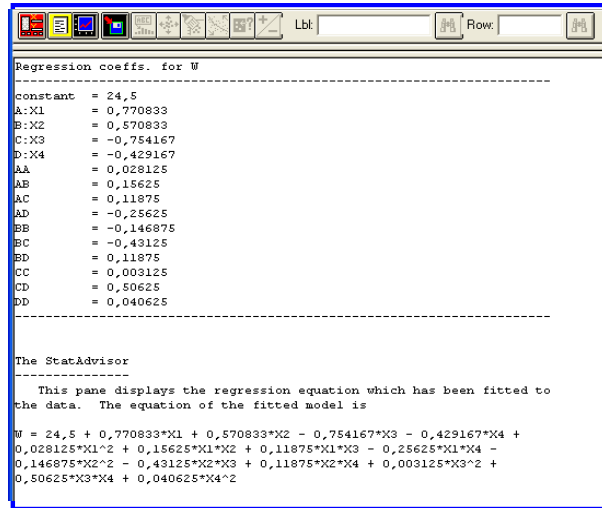 Lbl:
Row:
Regression coeffs. for W
----------------------------------------------------------------------
constant = 24,5
A:X1 = 0,770833
B:X2 = 0,570833
C:X3 = -0,754167
D:X4 = -0,429167
AA = 0,028125
AB = 0,15625
AC = 0,11875
AD = -0,25625
BB = -0,146875
BC = -0,43125
BD = 0,11875
CC = 0,003125
CD = 0,50625
DD = 0,040625
----------------------------------------------------------------------
The StatAdvisor
---------------
This pane displays the regression equation which has been fitted to
the data. The equation of the fitted model is
W = 24,5 + 0,770833*X1 + 0,570833*X2 - 0,754167*X3 - 0,429167*X4 +
0,028125*X1^2 + 0,15625*X1*X2 + 0,11875*X1*X3 - 0,25625*X1*X4 -
0,146875*X2^2 - 0,43125*X2*X3 + 0,11875*X2*X4 + 0,003125*X3^2 +
0,50625*X3*X4 + 0,040625*X4^2